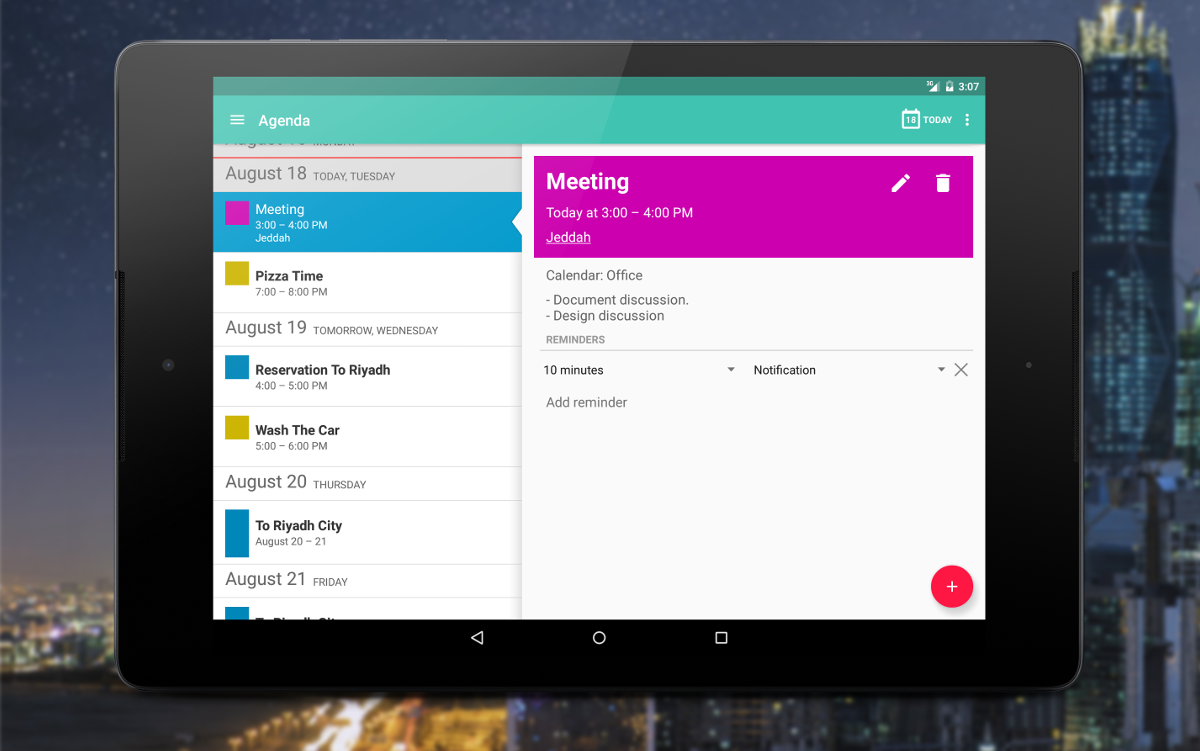 3G 3:07
Agenda
18 TODAY
August 18 TODAY, TUESDAY
Meeting
3:00 – 4:00 PM
Jeddah
Pizza Time
7:00 – 8:00 PM
August 19 TOMORROW, WEDNESDAY
Reservation To Riyadh
4:00 – 5:00 PM
Wash The Car
5:00 – 6:00 PM
August 20 THURSDAY
To Riyadh City
August 20 – 21
August 21 FRIDAY
Meeting
Today at 3:00 – 4:00 PM
Jeddah
Calendar: Office
- Document discussion.
- Design discussion
REMINDERS
10 minutes Notification
Add reminder